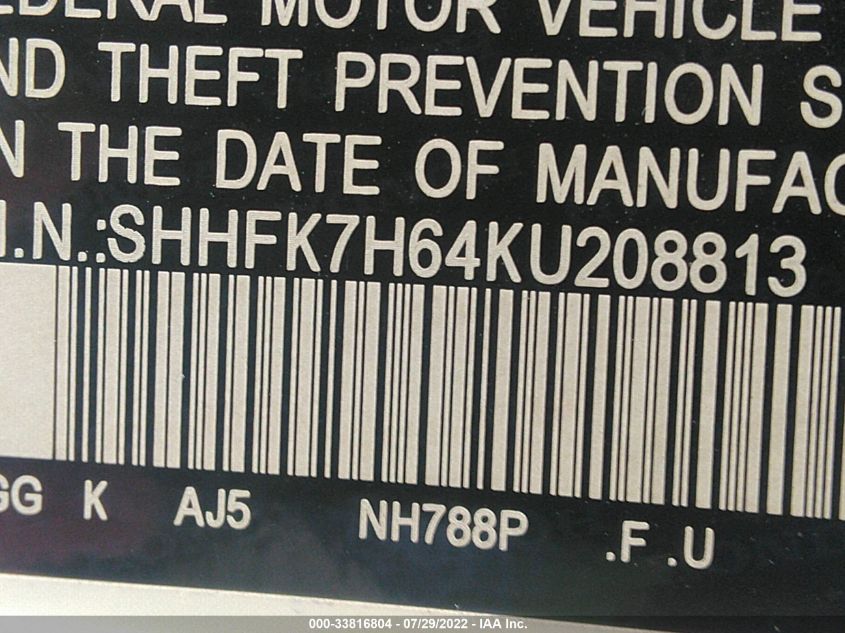 EDERAL MOTOR VEHICLE
ND THEFT PREVENTION S
N THE DATE OF MANUFAC
I.N.:SHHFK7H64KU208813
GG K AJ5 NH788P .F .U
000-33816804 / 07/29/2022 - IAA Inc.